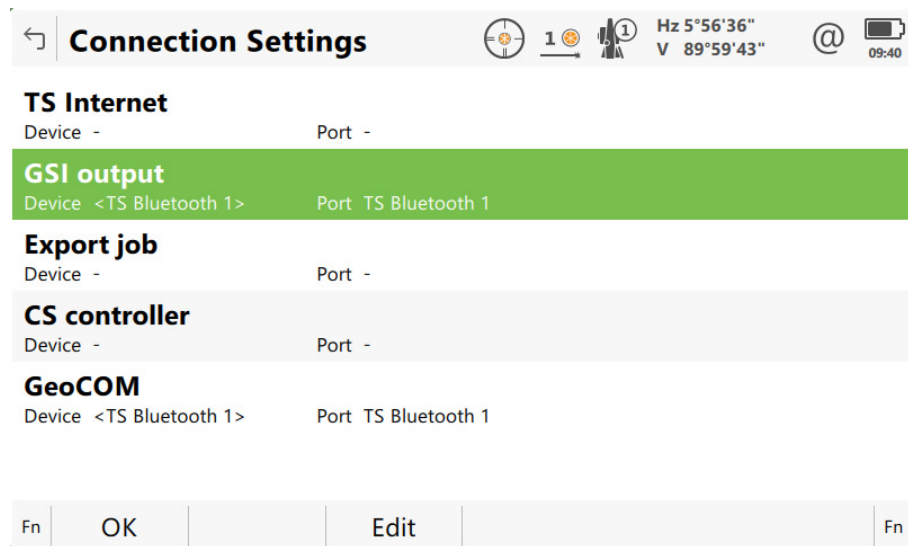 Connection Settings
1
1
Hz 5°56'36"
V 89°59'43"
@
09:40
TS Internet
Device - Port -
GSI output
Device <TS Bluetooth 1> Port TS Bluetooth 1
Export job
Device - Port -
CS controller
Device - Port -
GeoCOM
Device <TS Bluetooth 1> Port TS Bluetooth 1
Fn OK Edit Fn